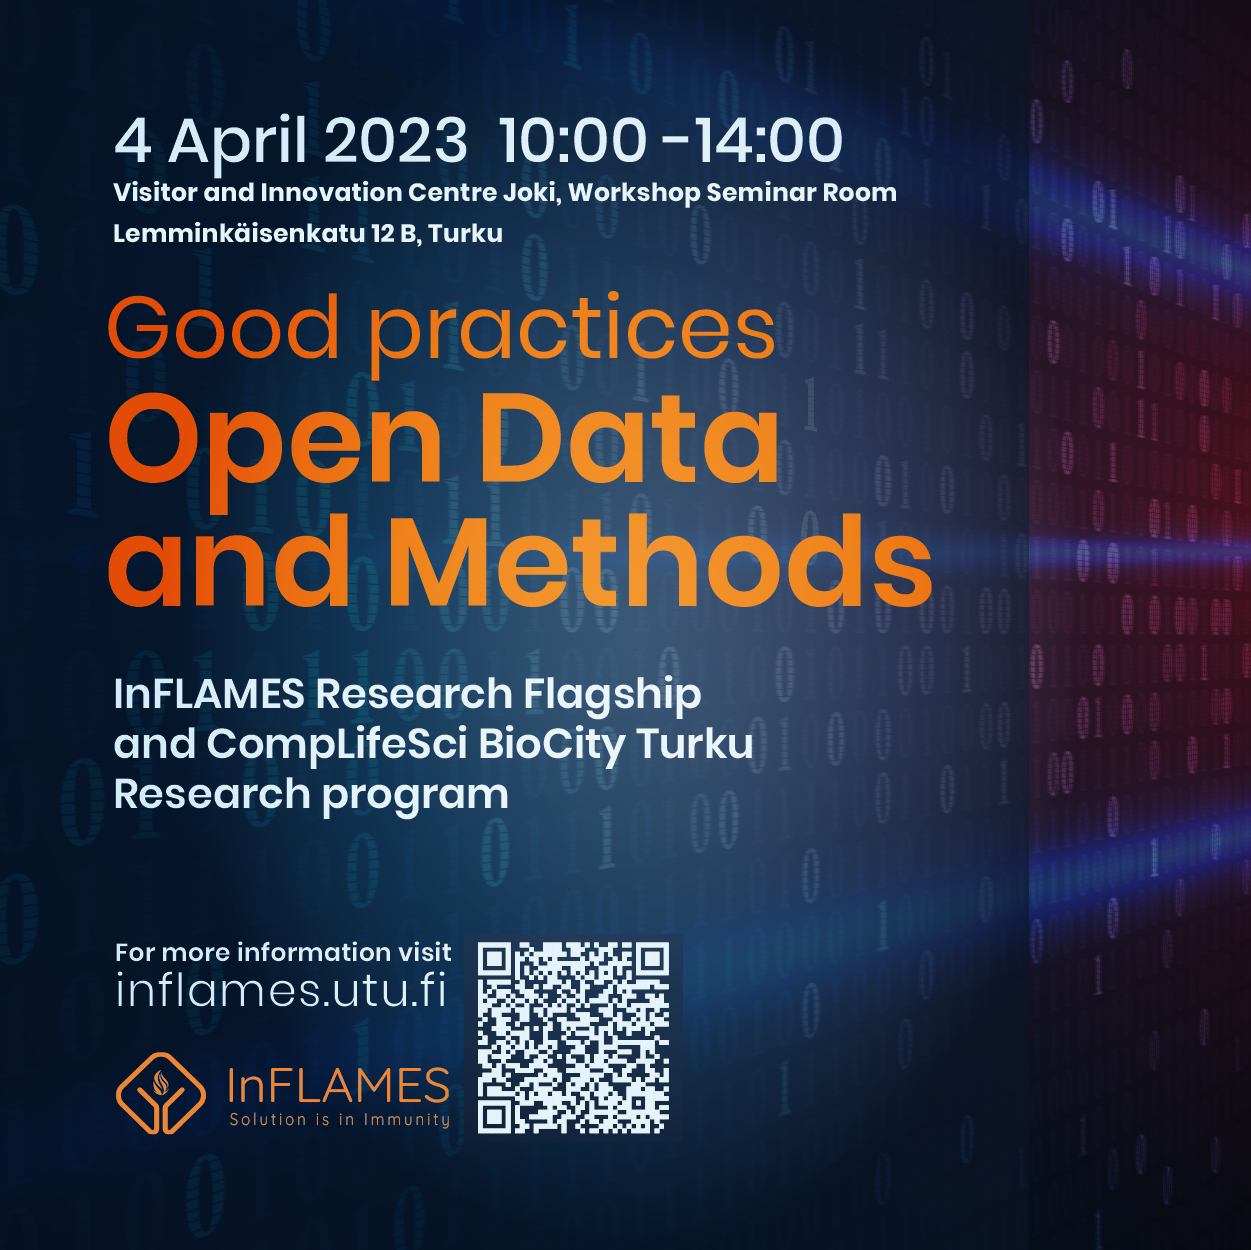 4 April 2023 10:00 -14:00
Visitor and Innovation Centre Joki, Workshop Seminar Room
Lemminkäisenkatu 12 B, Turku
Good practices
Open Data
and Methods
InFLAMES Research Flagship
and CompLifeSci BioCity Turku
Research program
For more information visit
inflames.utu.fi
InFLAMES
Solution is in Immunity